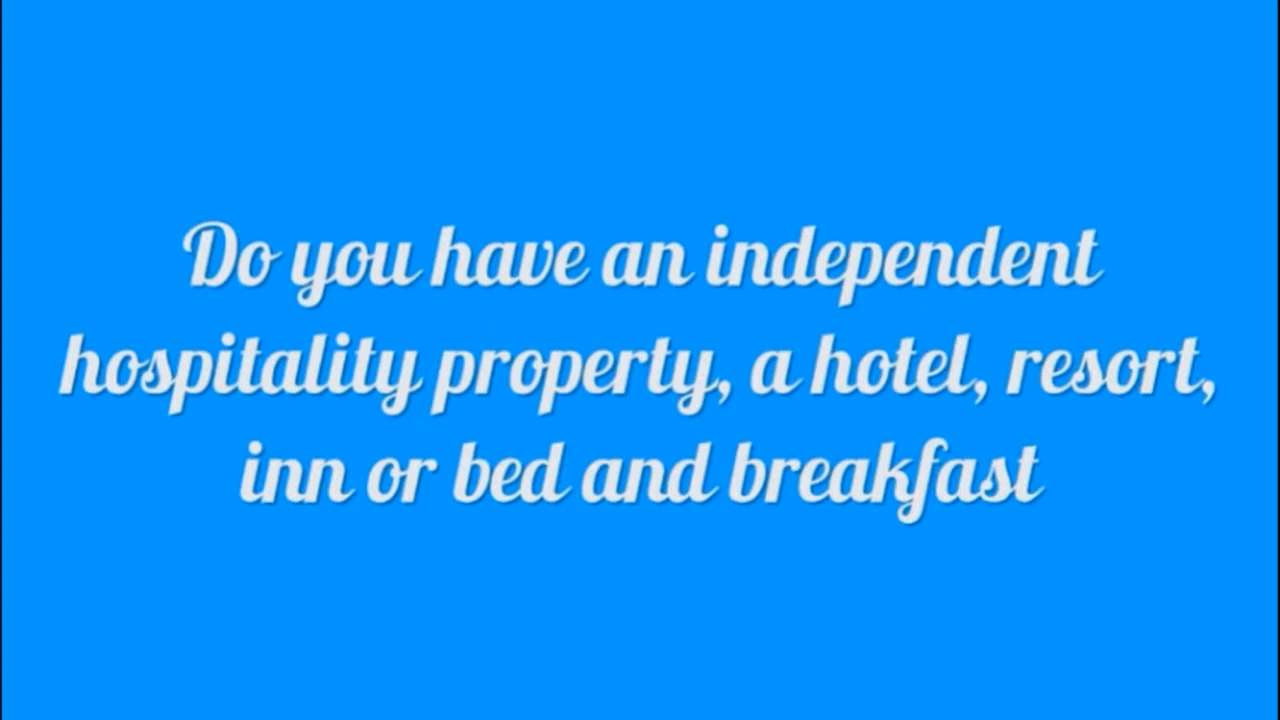 Do you have an independent
hospitality property, a hotel, resort,
inn or bed and breakfast